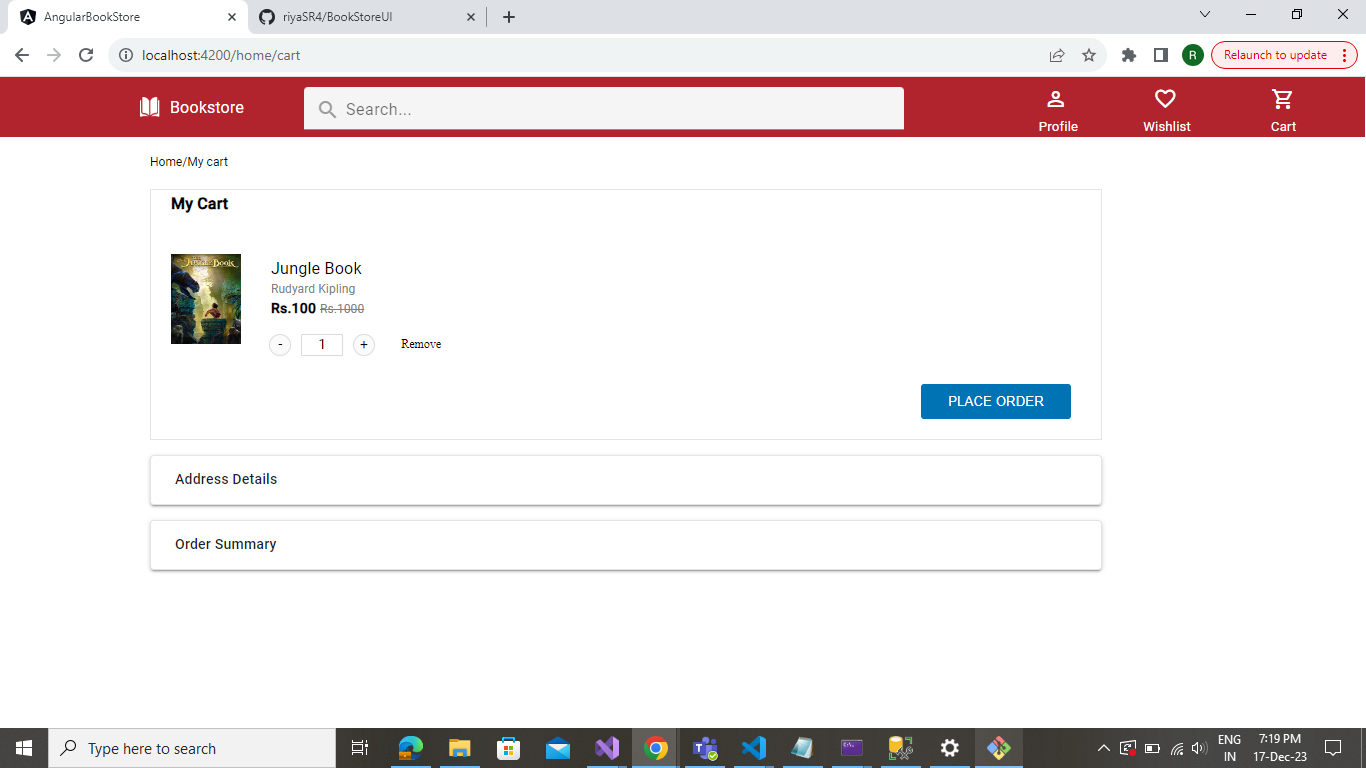 AngularBookStore
riyaSR4/BookStoreUI
localhost:4200/home/cart
R
Relaunch to update
Bookstore
Search...
Profile
Wishlist
Cart
Home/My cart
My Cart
Jungle Book
Jungle Book
Rudyard Kipling
Rs.100 Rs.1000
- 1 + Remove
PLACE ORDER
Address Details
Order Summary
Type here to search
ENG
IN
7:19 PM
17-Dec-23